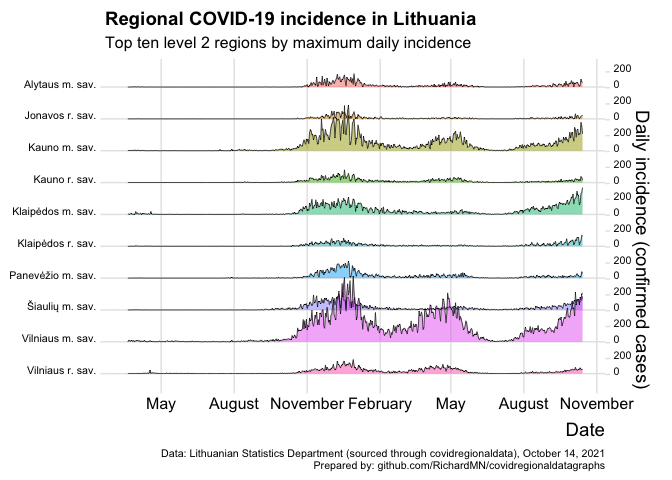 Regional COVID-19 incidence in Lithuania
Top ten level 2 regions by maximum daily incidence
Alytaus m. sav.
Jonavos r. sav.
Kauno m. sav.
Kauno r. sav.
Klaipėdos m. sav.
Klaipėdos r. sav.
Panevėžio m. sav.
Šiaulių m. sav.
Vilniaus m. sav.
Vilniaus r. sav.
200
0
200
0
200
0
200
0
200
0
200
0
200
0
200
0
200
0
200
0
Daily incidence (confirmed cases)
May August November February May August November
Date
Data: Lithuanian Statistics Department (sourced through covidregionaldata), October 14, 2021
Prepared by: github.com/RichardMN/covidregionaldatagraphs